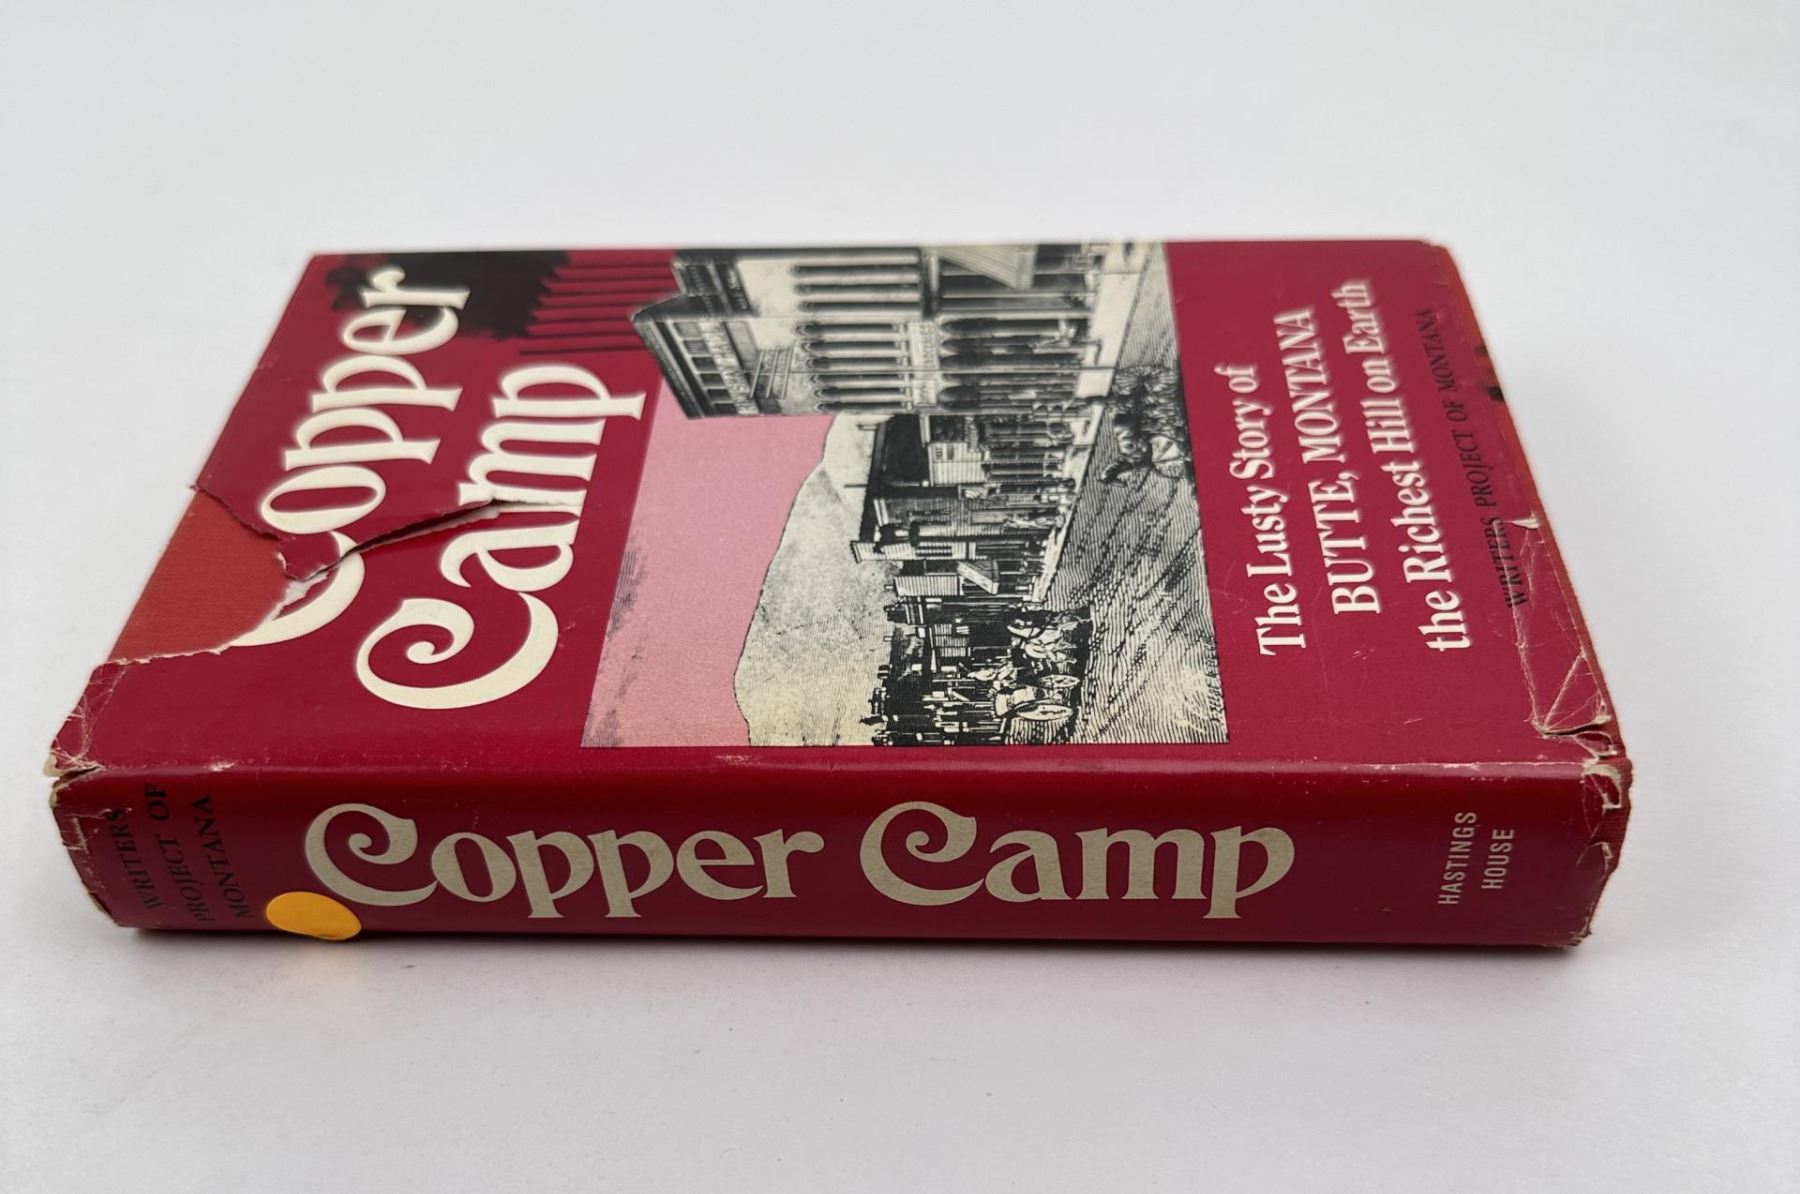 Copper
Camp
The Lusty Story of
BUTTE, MONTANA
the Richest Hill on Earth
WRITERS PROJECT OF MONTANA
WRITERS
PROJECT OF
MONTANA
Copper Camp
HASTINGS
HOUSE